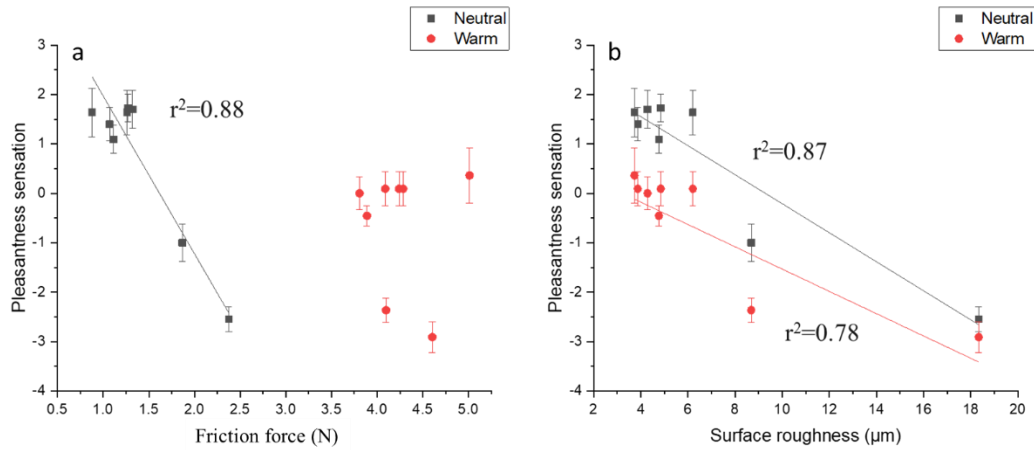 Neutral
Warm
a
r²=0.88
Pleasantness sensation
3
2
1
0
-1
-2
-3
-4
0.5 1.0 1.5 2.0 2.5 3.0 3.5 4.0 4.5 5.0
Friction force (N)
Neutral
Warm
b
r²=0.87
r²=0.78
Pleasantness sensation
3
2
1
0
-1
-2
-3
-4
2 4 6 8 10 12 14 16 18 20
Surface roughness (μm)